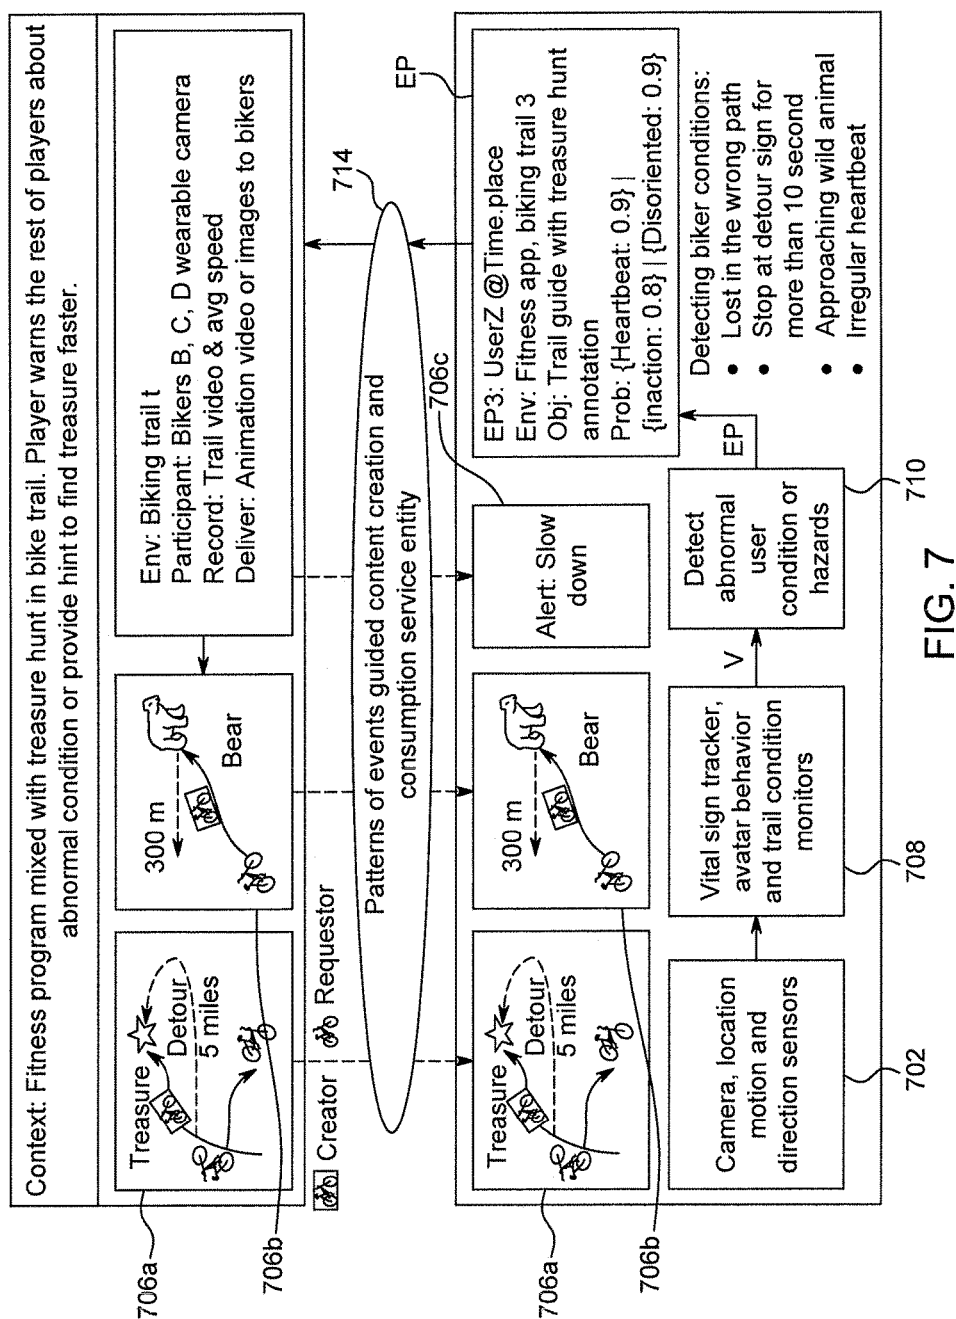 Context: Fitness program mixed with treasure hunt in bike trail. Player warns the rest of players about
abnormal condition or provide hint to find treasure faster.
Treasure
Detour
5 miles
706a
300 m
Bear
706b
Env: Biking trail t
Participant: Bikers B, C, D wearable camera
Record: Trail video & avg speed
Deliver: Animation video or images to bikers
Creator
Requestor
714
Patterns of events guided content creation and
consumption service entity
Treasure
Detour
5 miles
706a
300 m
Bear
706b
Alert: Slow
down
706c
EP
EP3: UserZ @Time.place
Env: Fitness app, biking trail 3
Obj: Trail guide with treasure hunt
annotation
Prob: {Heartbeat: 0.9} |
{inaction: 0.8} | {Disoriented: 0.9}
Camera, location
motion and
direction sensors
702
Vital sign tracker,
avatar behavior
and trail condition
monitors
708
V
Detect
abnormal
user
condition or
hazards
710
EP
Detecting biker conditions:
• Lost in the wrong path
• Stop at detour sign for
more than 10 second
• Approaching wild animal
• Irregular heartbeat
FIG. 7